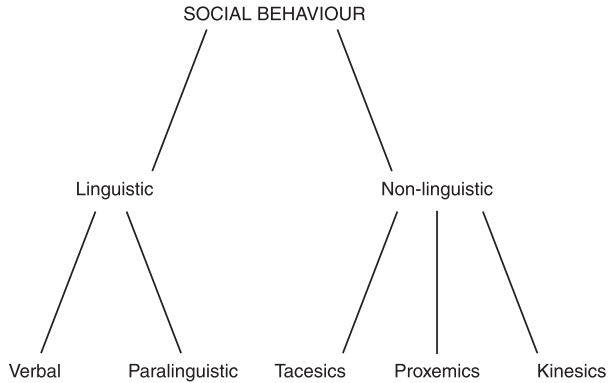 SOCIAL BEHAVIOUR
Linguistic
Non-linguistic
Verbal
Paralinguistic
Tacesics
Proxemics
Kinesics